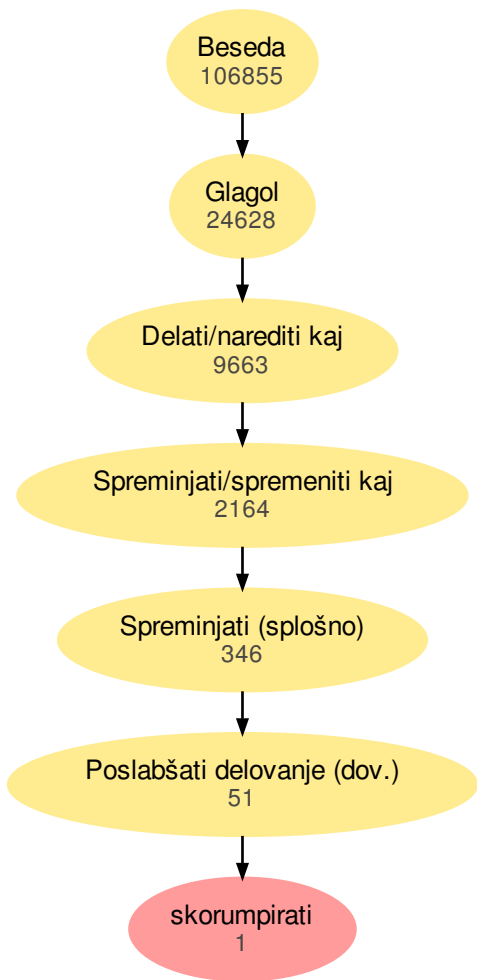 Beseda
106855
Glagol
24628
Delati/narediti kaj
9663
Spreminjati/spremeniti kaj
2164
Spreminjati (splošno)
346
Poslabšati delovanje (dov.)
51
skorumpirati
1